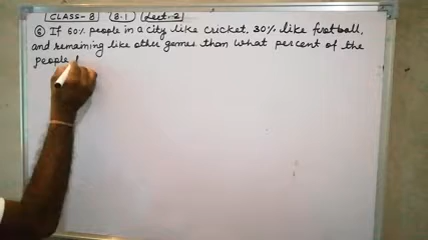 CLASS-8 8.1 Lect-2
⑥ If 60% people in a city like cricket, 30% like football,
and remaining like other games than what percent of the
people